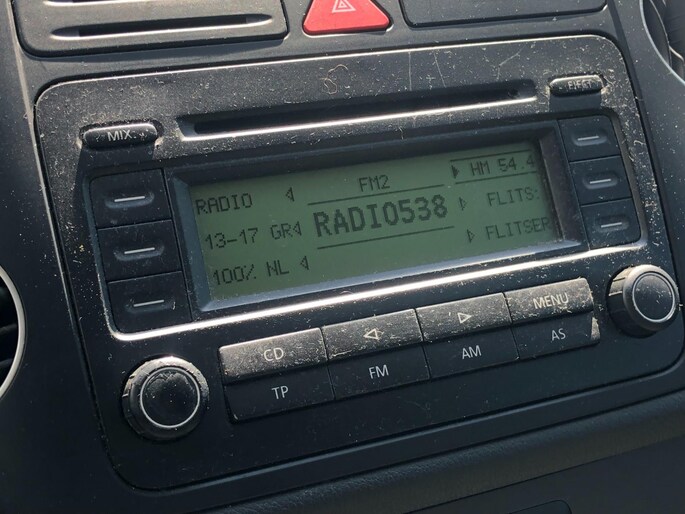 MIX
EJECT
FM2
RADIO
RADIO538
HM 54.4
13-17 GR
FLITS:
100% NL
FLITSER
CD
MENU
TP
FM
AM
AS